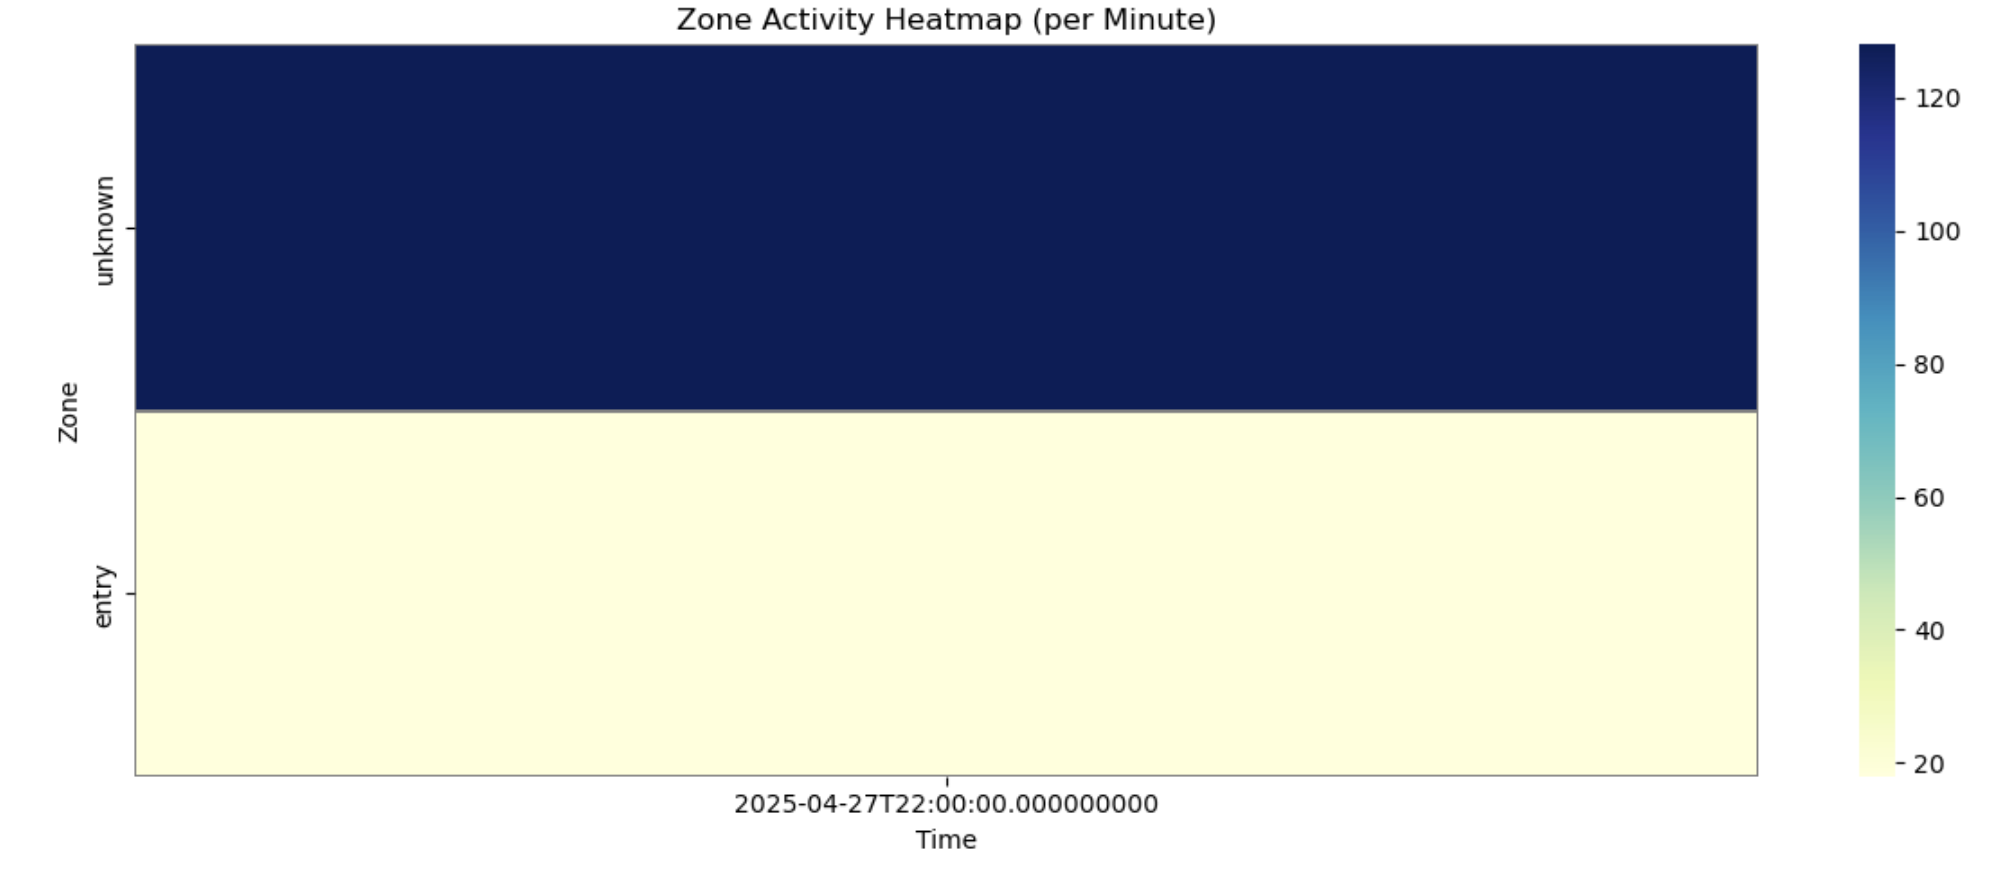 Zone Activity Heatmap (per Minute)
Zone
unknown
entry
2025-04-27T22:00:00.000000000
Time
120
100
80
60
40
20